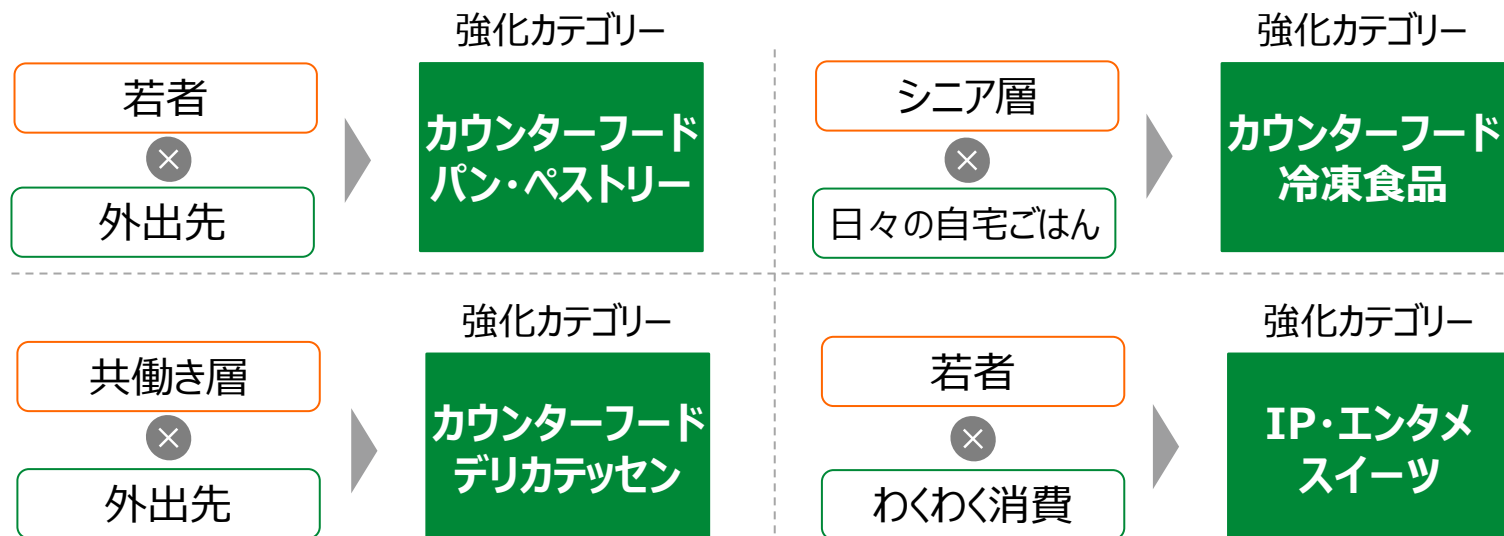 強化カテゴリー
若者
×
外出先
カウンターフード
パン・ペストリー
強化カテゴリー
シニア層
×
日々の自宅ごはん
カウンターフード
冷凍食品
強化カテゴリー
共働き層
×
外出先
カウンターフード
デリカテッセン
強化カテゴリー
若者
×
わくわく消費
IP・エンタメ
スイーツ